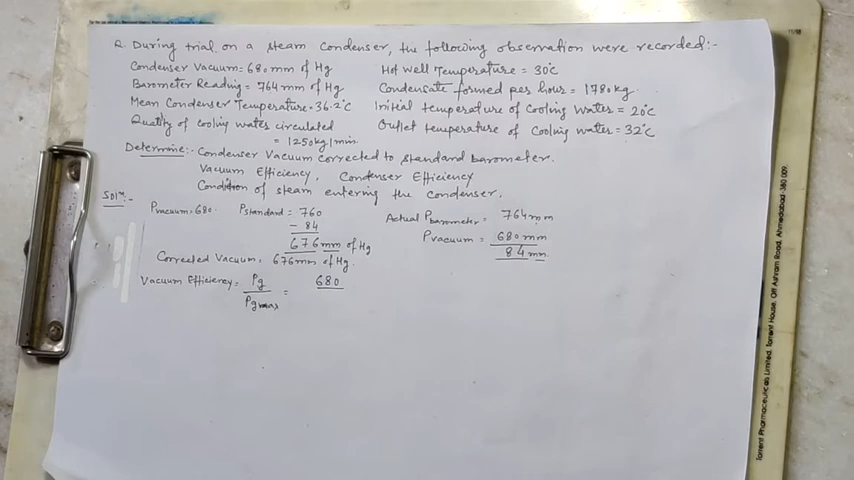 Q. During trial on a steam condenser, the following observation were recorded:-
Condenser Vacuum = 680 mm of Hg Hot Well Temperature = 30°C
Barometer Reading = 764 mm of Hg Condensate formed per hour = 1780 kg.
Mean Condenser Temperature = 36.2°C Initial temperature of Cooling Water = 20°C
Quatity of cooling water circulated Outlet temperature of Cooling water = 32°C
= 1250 kg/min.
Determine:- Condenser Vacuum corrected to standard barometer.
Vacuum Efficiency, Condenser Efficiency
Condition of steam entering the condenser.
Solⁿ:-
Pvacuum = 680. Pstandard = 760 Actual Pbarometer = 764 mm
- 84 Pvacuum = 680 mm
676 mm of Hg 84 mm
Corrected Vacuum = 676 mm of Hg.
Vacuum Efficiency = Pg = 680
Pgmax
Torrent Pharmaceuticals Limited, Torrent House, Off Ashram Road, Ahmedabad-380 009.